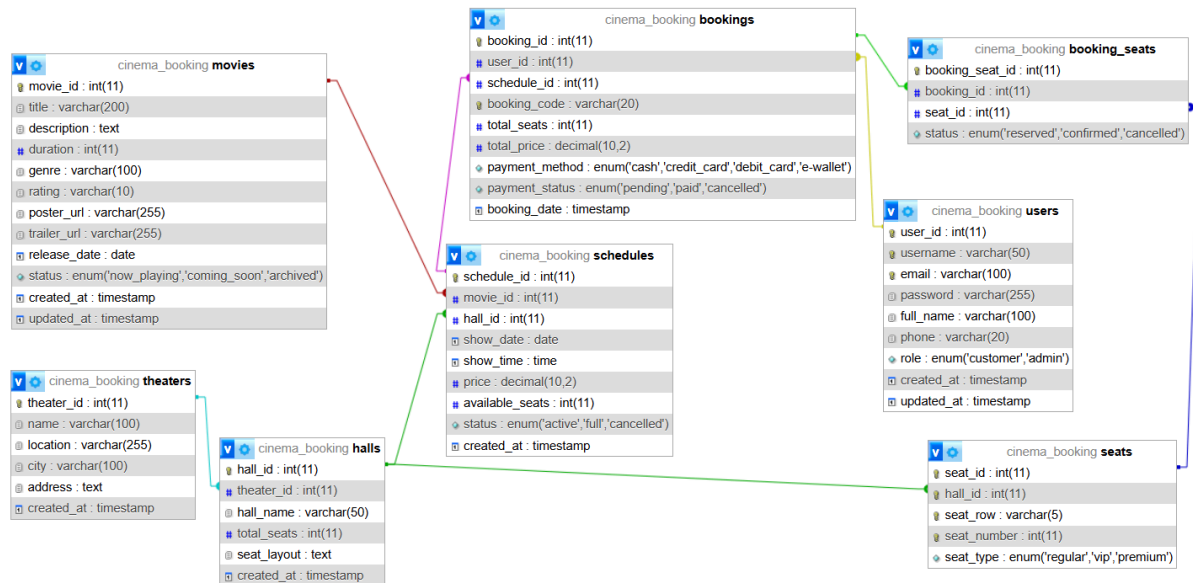 cinema_booking movies
movie_id : int(11)
title : varchar(200)
description : text
duration : int(11)
genre : varchar(100)
rating : varchar(10)
poster_url : varchar(255)
trailer_url : varchar(255)
release_date : date
status : enum('now_playing','coming_soon','archived')
created_at : timestamp
updated_at : timestamp
cinema_booking theaters
theater_id : int(11)
name : varchar(100)
location : varchar(255)
city : varchar(100)
address : text
created_at : timestamp
cinema_booking halls
hall_id : int(11)
theater_id : int(11)
hall_name : varchar(50)
total_seats : int(11)
seat_layout : text
created_at : timestamp
cinema_booking bookings
booking_id : int(11)
user_id : int(11)
schedule_id : int(11)
booking_code : varchar(20)
total_seats : int(11)
total_price : decimal(10,2)
payment_method : enum('cash','credit_card','debit_card','e-wallet')
payment_status : enum('pending','paid','cancelled')
booking_date : timestamp
cinema_booking schedules
schedule_id : int(11)
movie_id : int(11)
hall_id : int(11)
show_date : date
show_time : time
price : decimal(10,2)
available_seats : int(11)
status : enum('active','full','cancelled')
created_at : timestamp
cinema_booking booking_seats
booking_seat_id : int(11)
booking_id : int(11)
seat_id : int(11)
status : enum('reserved','confirmed','cancelled')
cinema_booking users
user_id : int(11)
username : varchar(50)
email : varchar(100)
password : varchar(255)
full_name : varchar(100)
phone : varchar(20)
role : enum('customer','admin')
created_at : timestamp
updated_at : timestamp
cinema_booking seats
seat_id : int(11)
hall_id : int(11)
seat_row : varchar(5)
seat_number : int(11)
seat_type : enum('regular','vip','premium')